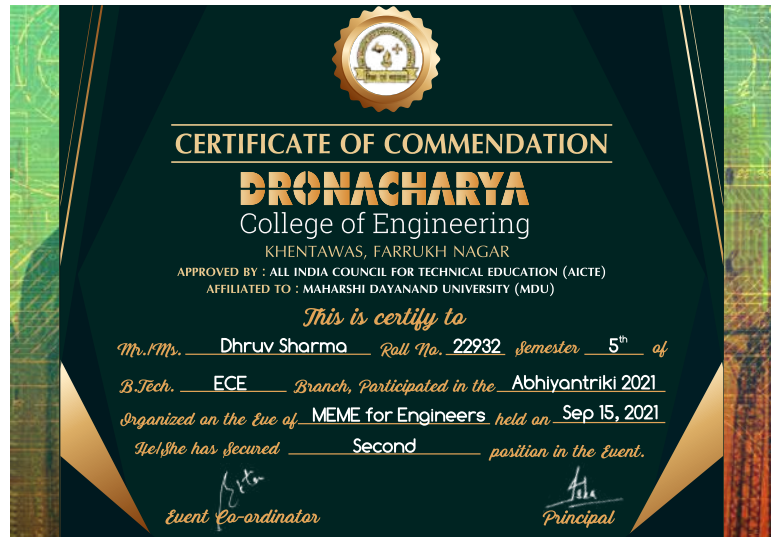 CERTIFICATE OF COMMENDATION
DRONACHARYA
College of Engineering
KHENTAWAS, FARRUKH NAGAR
APPROVED BY : ALL INDIA COUNCIL FOR TECHNICAL EDUCATION (AICTE)
AFFILIATED TO : MAHARSHI DAYANAND UNIVERSITY (MDU)
This is certify to
Mr./Ms. Dhruv Sharma Roll No. 22932 Semester 5th of
B.Tech. ECE Branch, Participated in the Abhiyantriki 2021
Organized on the Eve of MEME for Engineers held on Sep 15, 2021
He/She has Secured Second position in the Event.
Event Co-ordinator Principal